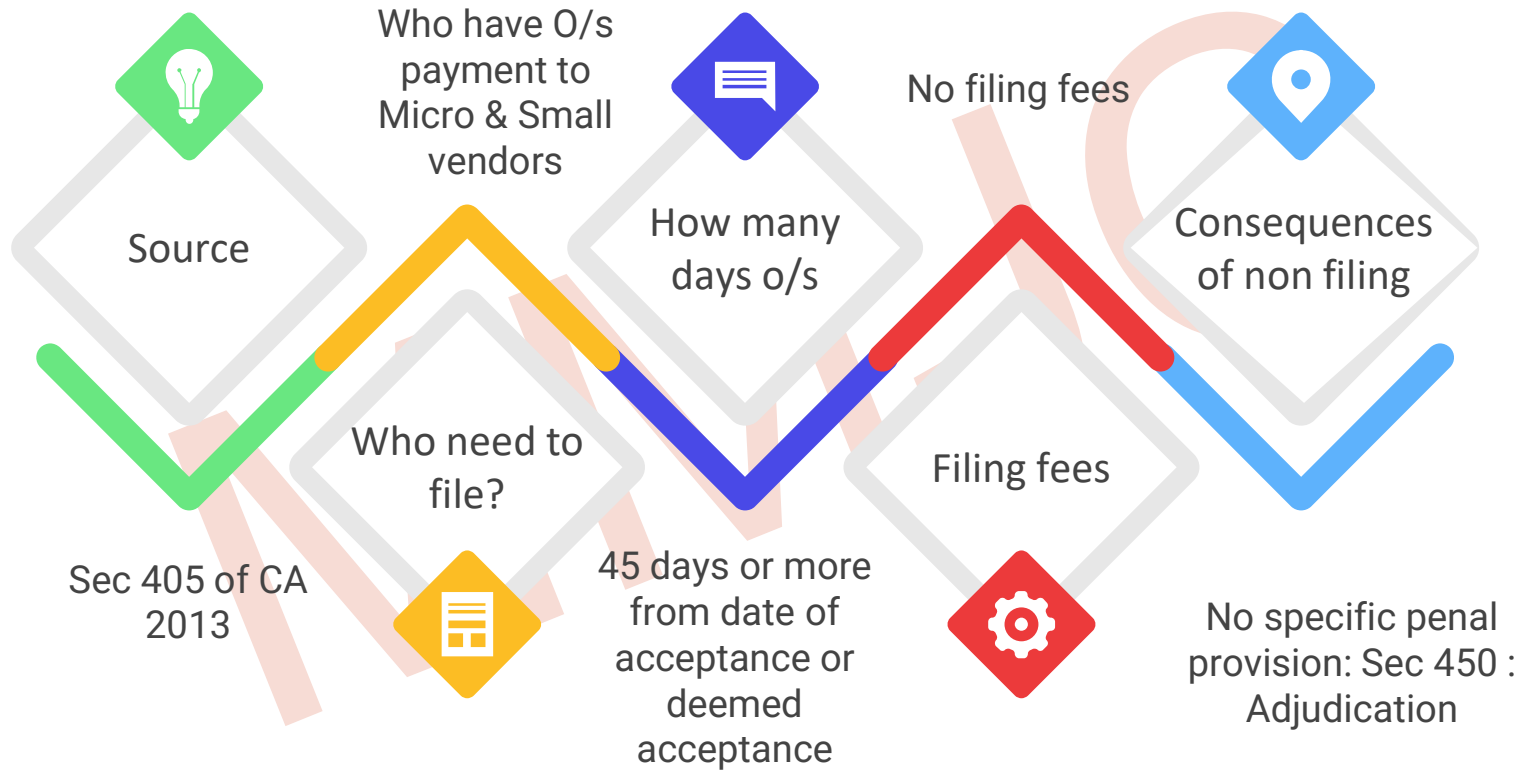 Source
Sec 405 of CA
2013
Who have O/s
payment to
Micro & Small
vendors
Who need to
file?
How many
days o/s
45 days or more
from date of
acceptance or
deemed
acceptance
No filing fees
Filing fees
Consequences
of non filing
No specific penal
provision: Sec 450 :
Adjudication